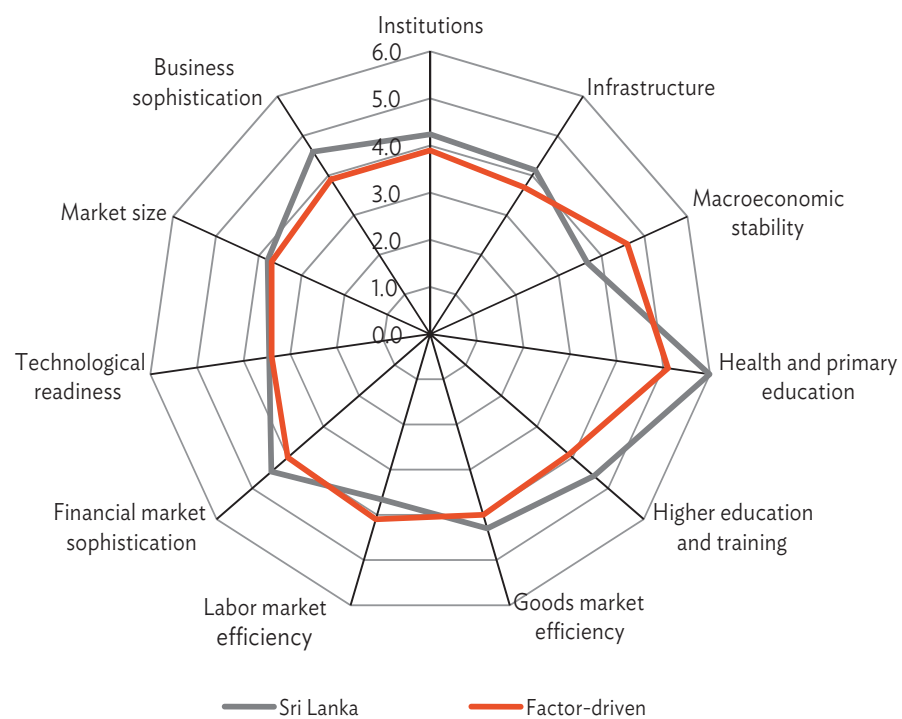 Institutions
6.0
Business
sophistication
5.0
Infrastructure
4.0
3.0
Market size
Macroeconomic
stability
2.0
1.0
0.0
Technological
readiness
Health and primary
education
Financial market
sophistication
Higher education
and training
Labor market
efficiency
Goods market
efficiency
Sri Lanka
Factor-driven